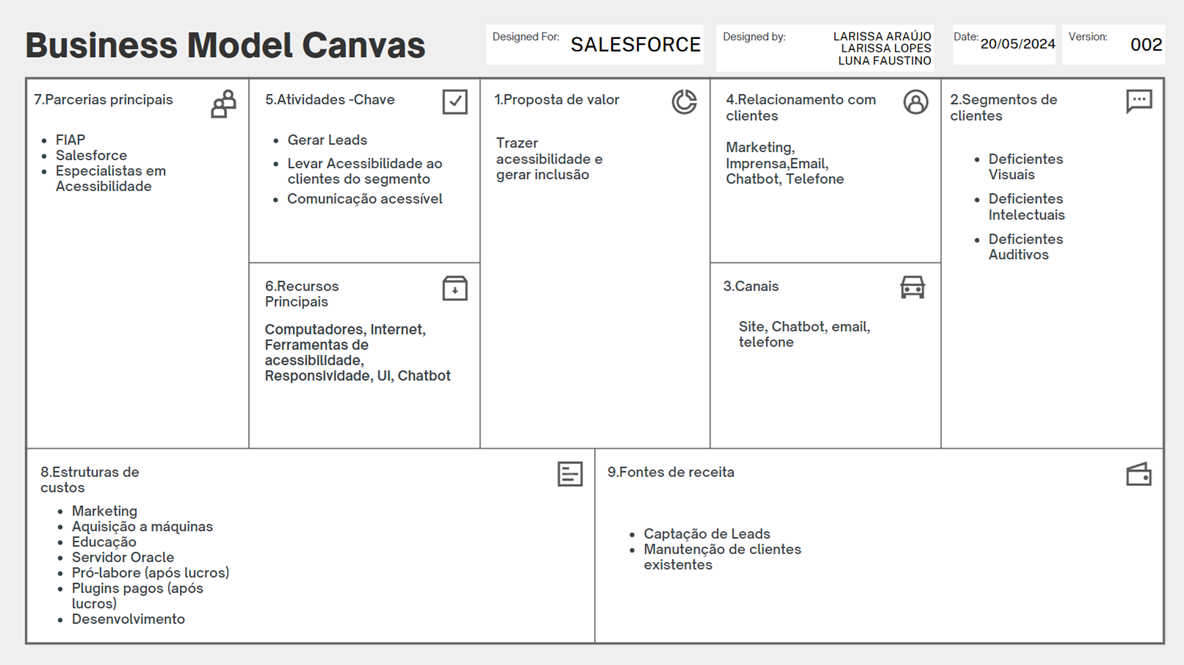 Business Model Canvas
Designed For:
SALESFORCE
Designed by:
LARISSA ARAÚJO
LARISSA LOPES
LUNA FAUSTINO
Date:
20/05/2024
Version:
002
7.Parcerias principais
• FIAP
• Salesforce
• Especialistas em
Acessibilidade
5.Atividades -Chave
• Gerar Leads
• Levar Acessibilidade ao
clientes do segmento
• Comunicação acessível
6.Recursos
Principais
Computadores, Internet,
Ferramentas de
acessibilidade,
Responsividade, UI, Chatbot
1.Proposta de valor
Trazer
acessibilidade e
gerar inclusão
4.Relacionamento com
clientes
Marketing,
Imprensa,Email,
Chatbot, Telefone
3.Canais
Site, Chatbot, email,
telefone
2.Segmentos de
clientes
• Deficientes
Visuais
• Deficientes
Intelectuais
• Deficientes
Auditivos
8.Estruturas de
custos
• Marketing
• Aquisição a máquinas
• Educação
• Servidor Oracle
• Pró-labore (após lucros)
• Plugins pagos (após
lucros)
• Desenvolvimento
9.Fontes de receita
• Captação de Leads
• Manutenção de clientes
existentes